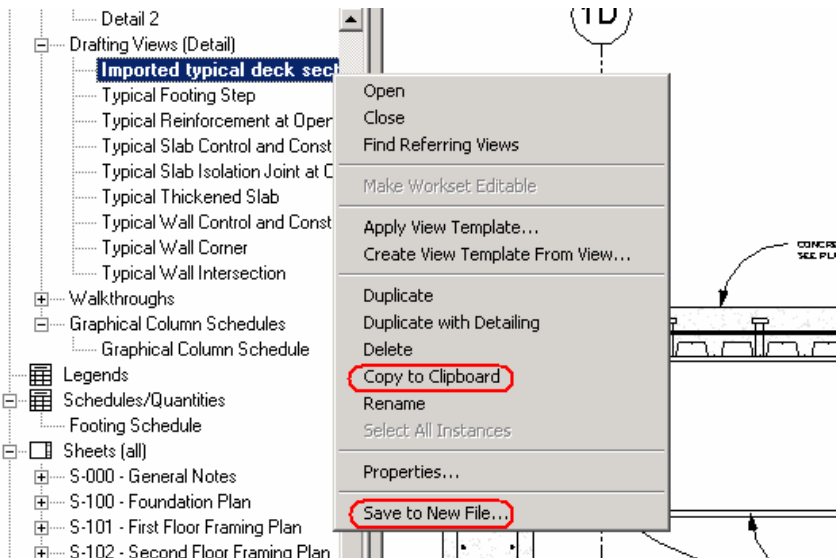 Detail 2
Drafting Views (Detail)
Imported typical deck sect
Typical Footing Step
Typical Reinforcement at Oper
Typical Slab Control and Const
Typical Slab Isolation Joint at C
Typical Thickened Slab
Typical Wall Control and Const
Typical Wall Corner
Typical Wall Intersection
Walkthroughs
Graphical Column Schedules
Graphical Column Schedule
Legends
Schedules/Quantities
Footing Schedule
Sheets (all)
S-000 - General Notes
S-100 - Foundation Plan
S-101 - First Floor Framing Plan
S-102 - Second Floor Framing Plan
Open
Close
Find Referring Views
Make Workset Editable
Apply View Template...
Create View Template From View...
Duplicate
Duplicate with Detailing
Delete
Copy to Clipboard
Rename
Select All Instances
Properties...
Save to New File...
1D
CONCRE
SEE PL